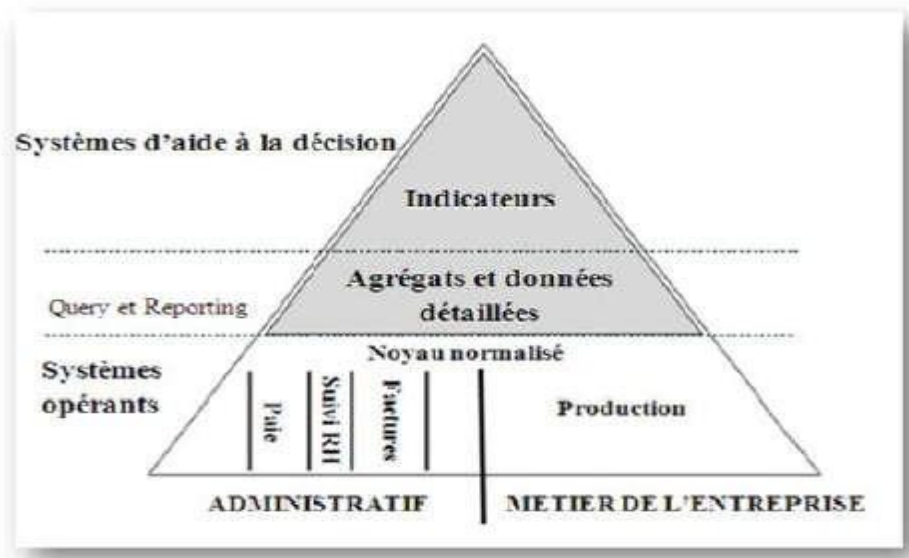 Systèmes d'aide à la décision
Indicateurs
Agrégats et données
détaillées
Query et Reporting
Noyau normalisé
Systèmes
opérants
Paie
Suivi RH
Factures
Production
ADMINISTRATIF
METIER DE L'ENTREPRISE